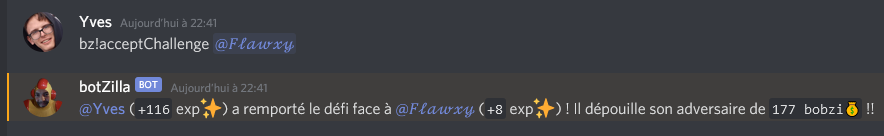 Yves Aujourd'hui à 22:41
bz!acceptChallenge @Flawxy
botZilla BOT Aujourd'hui à 22:41
@Yves ( +116 exp✨) a remporté le défi face à @Flawxy ( +8 exp✨) ! Il dépouille son adversaire de 177 bobzi💰 !!